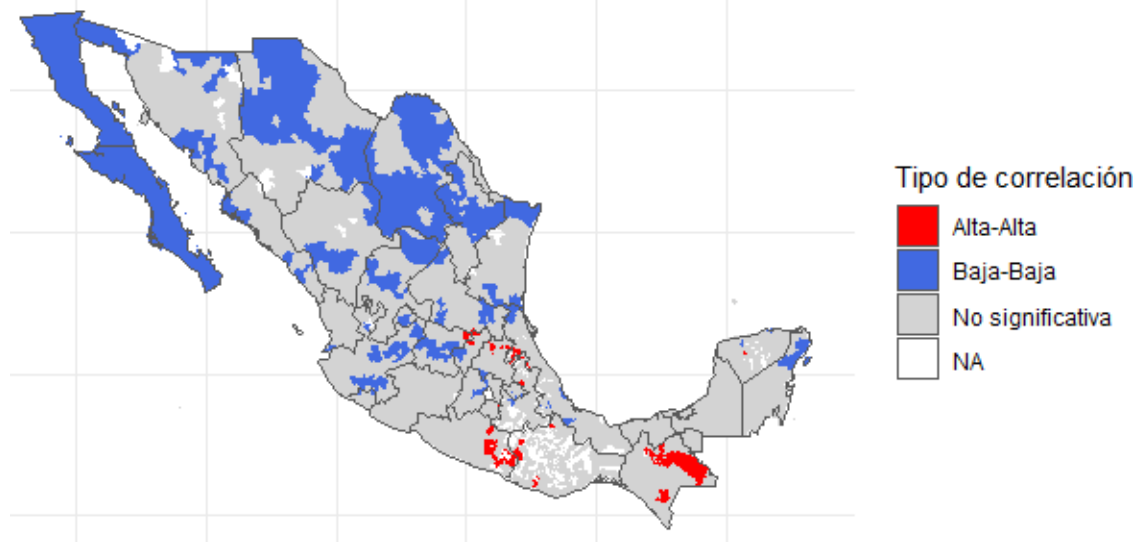 Tipo de correlación
Alta-Alta
Baja-Baja
No significativa
NA